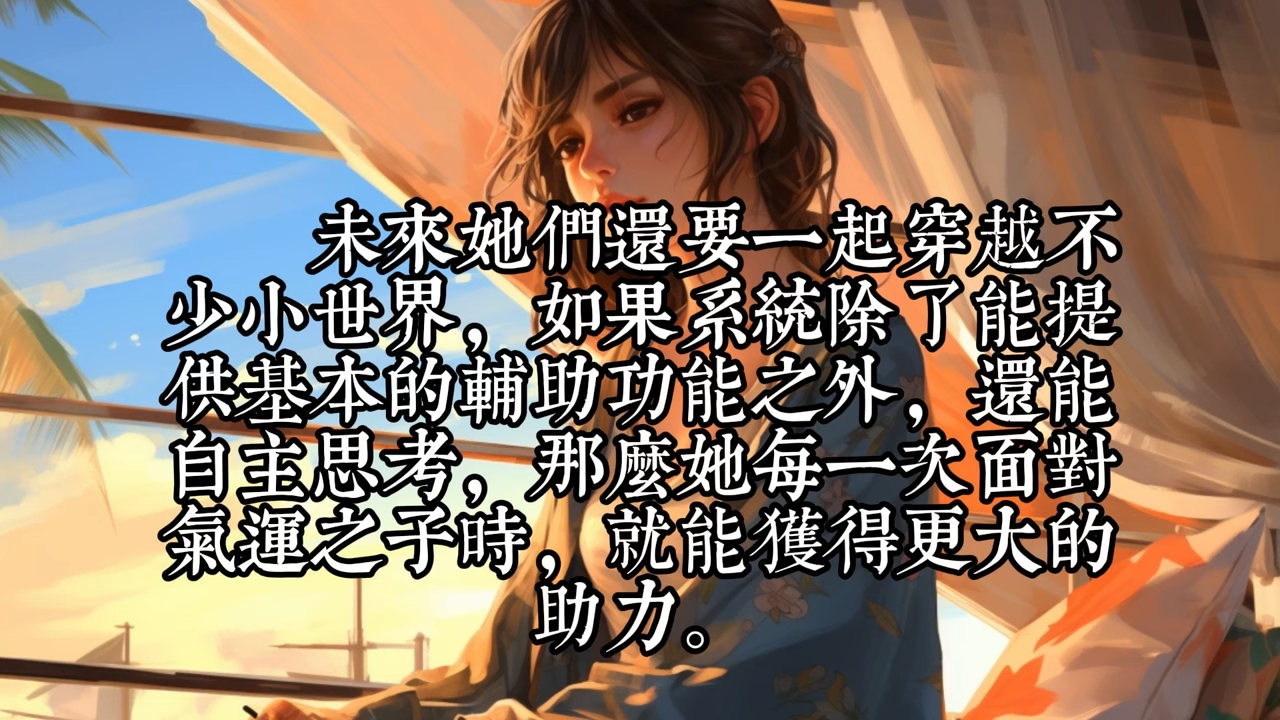 未來她們還要一起穿越不
少小世界，如果系統除了能提
供基本的輔助功能之外，還能
自主思考，那麼她每一次面對
氣運之子時，就能獲得更大的
助力。